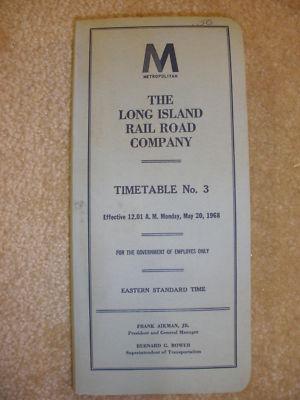 M
METROPOLITAN
THE
LONG ISLAND
RAIL ROAD
COMPANY
TIMETABLE No. 3
Effective 12.01 A. M. Monday, May 20, 1968
FOR THE GOVERNMENT OF EMPLOYES ONLY
EASTERN STANDARD TIME
FRANK AIKMAN, JR.
President and General Manager
BERNARD G. BOWER
Superintendent of Transportation